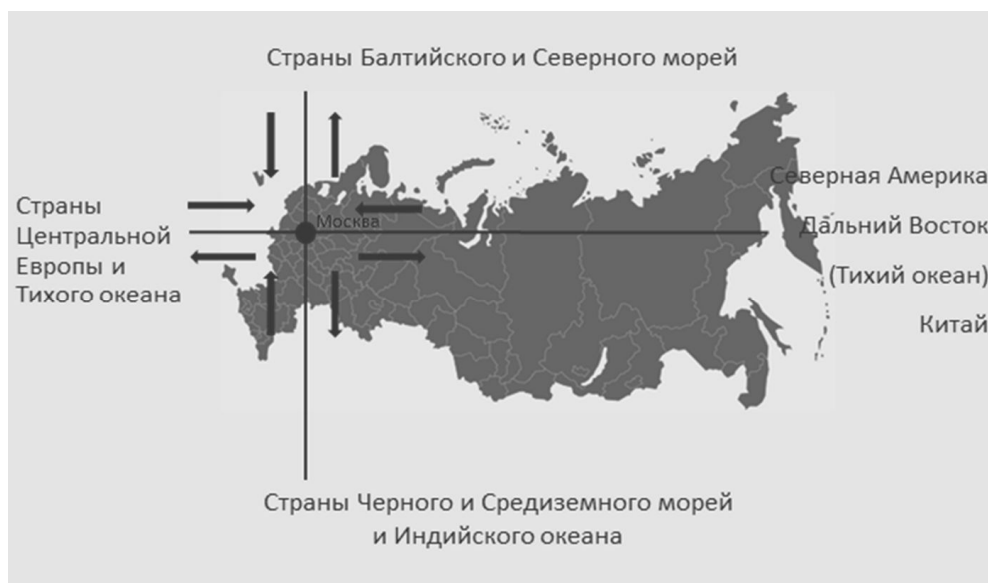 Страны Балтийского и Северного морей
Северная Америка
Страны
Центральной
Европы и
Тихого океана
Москва
Дальний Восток
(Тихий океан)
Китай
Страны Черного и Средиземного морей
и Индийского океана